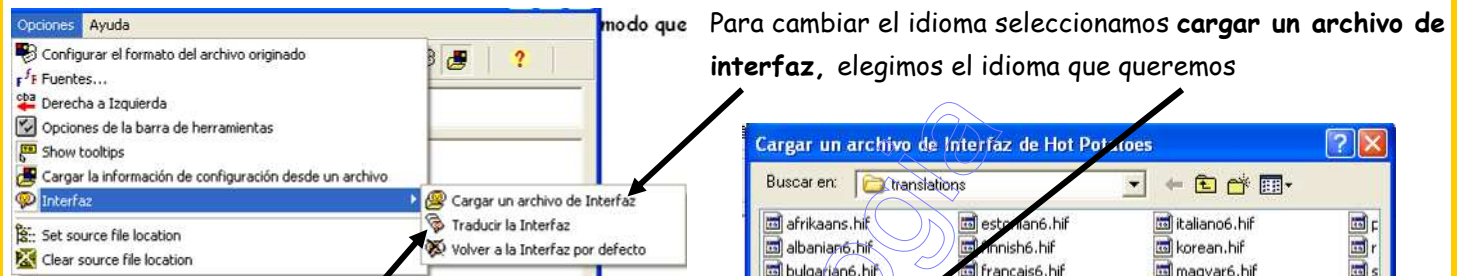 Opciones Ayuda
modo que
Configurar el formato del archivo originado
Fuentes...
Derecha a Izquierda
Opciones de la barra de herramientas
Show tooltips
Cargar la información de configuración desde un archivo
Interfaz
Set source file location
Clear source file location
Cargar un archivo de Interfaz
Traducir la Interfaz
Volver a la Interfaz por defecto
Para cambiar el idioma seleccionamos cargar un archivo de
interfaz, elegimos el idioma que queremos
Cargar un archivo de Interfaz de Hot Potatoes
Buscar en: translations
afrikaans.hif estonian6.hif italiano6.hif
albanian6.hif finnish6.hif korean.hif
bulgarian6.hif francais6.hif magyar6.hif